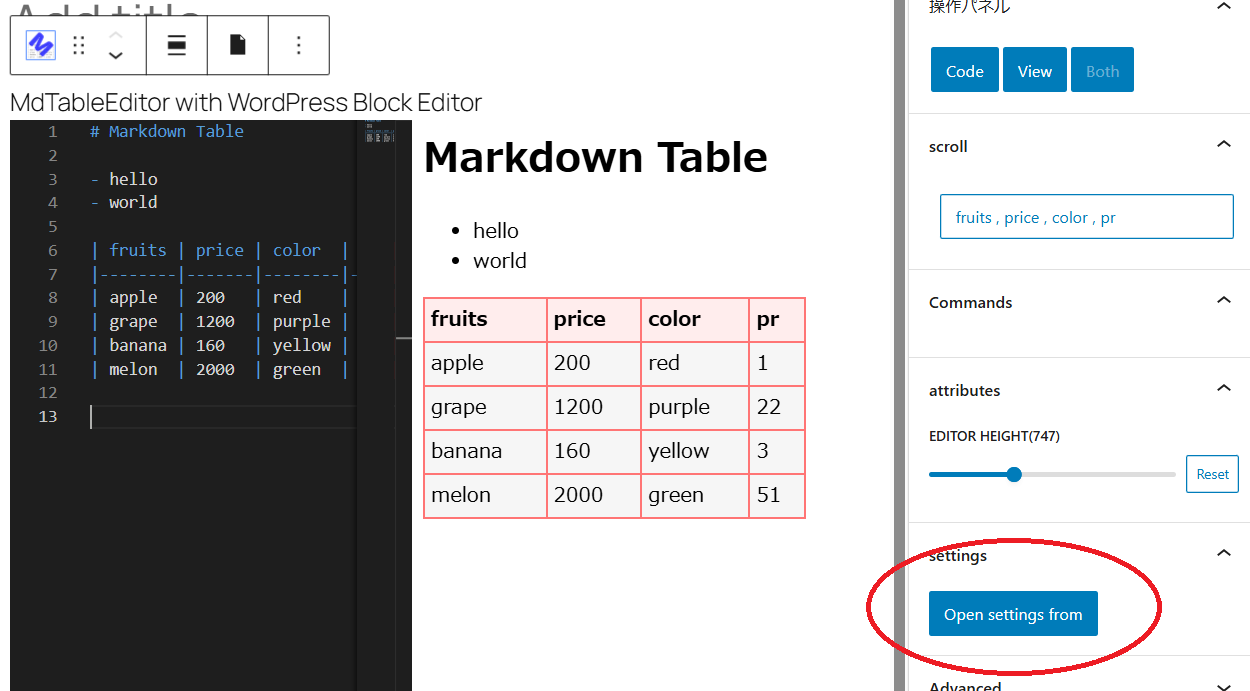 Add title
MdTableEditor with WordPress Block Editor
1 # Markdown Table
2
3 - hello
4 - world
5
6 | fruits | price | color |
7 |--------|-------|--------|-
8 | apple | 200 | red |
9 | grape | 1200 | purple |
10 | banana | 160 | yellow |
11 | melon | 2000 | green |
12
13
Markdown Table
• hello
• world
fruits price color pr
apple 200 red 1
grape 1200 purple 22
banana 160 yellow 3
melon 2000 green 51
操作パネル
Code View Both
scroll
fruits , price , color , pr
Commands
attributes
EDITOR HEIGHT(747)
Reset
settings
Open settings from
Advanced